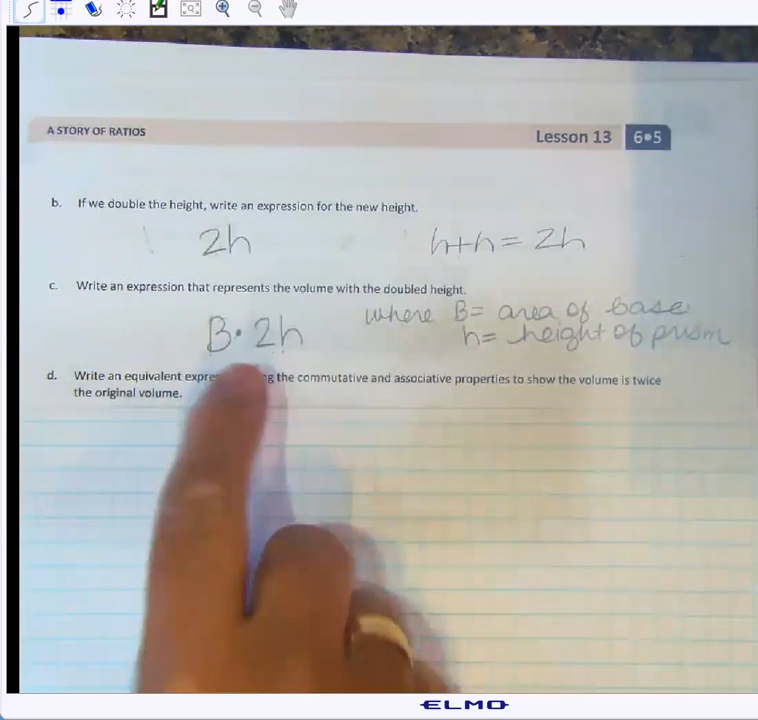 A STORY OF RATIOS
Lesson 13 6•5
b. If we double the height, write an expression for the new height.
2h h+h=2h
c. Write an expression that represents the volume with the doubled height.
B•2h where B= area of base
h= height of prism
d. Write an equivalent the commutative and associative properties to show the volume is twice
the original volume.
ELMO